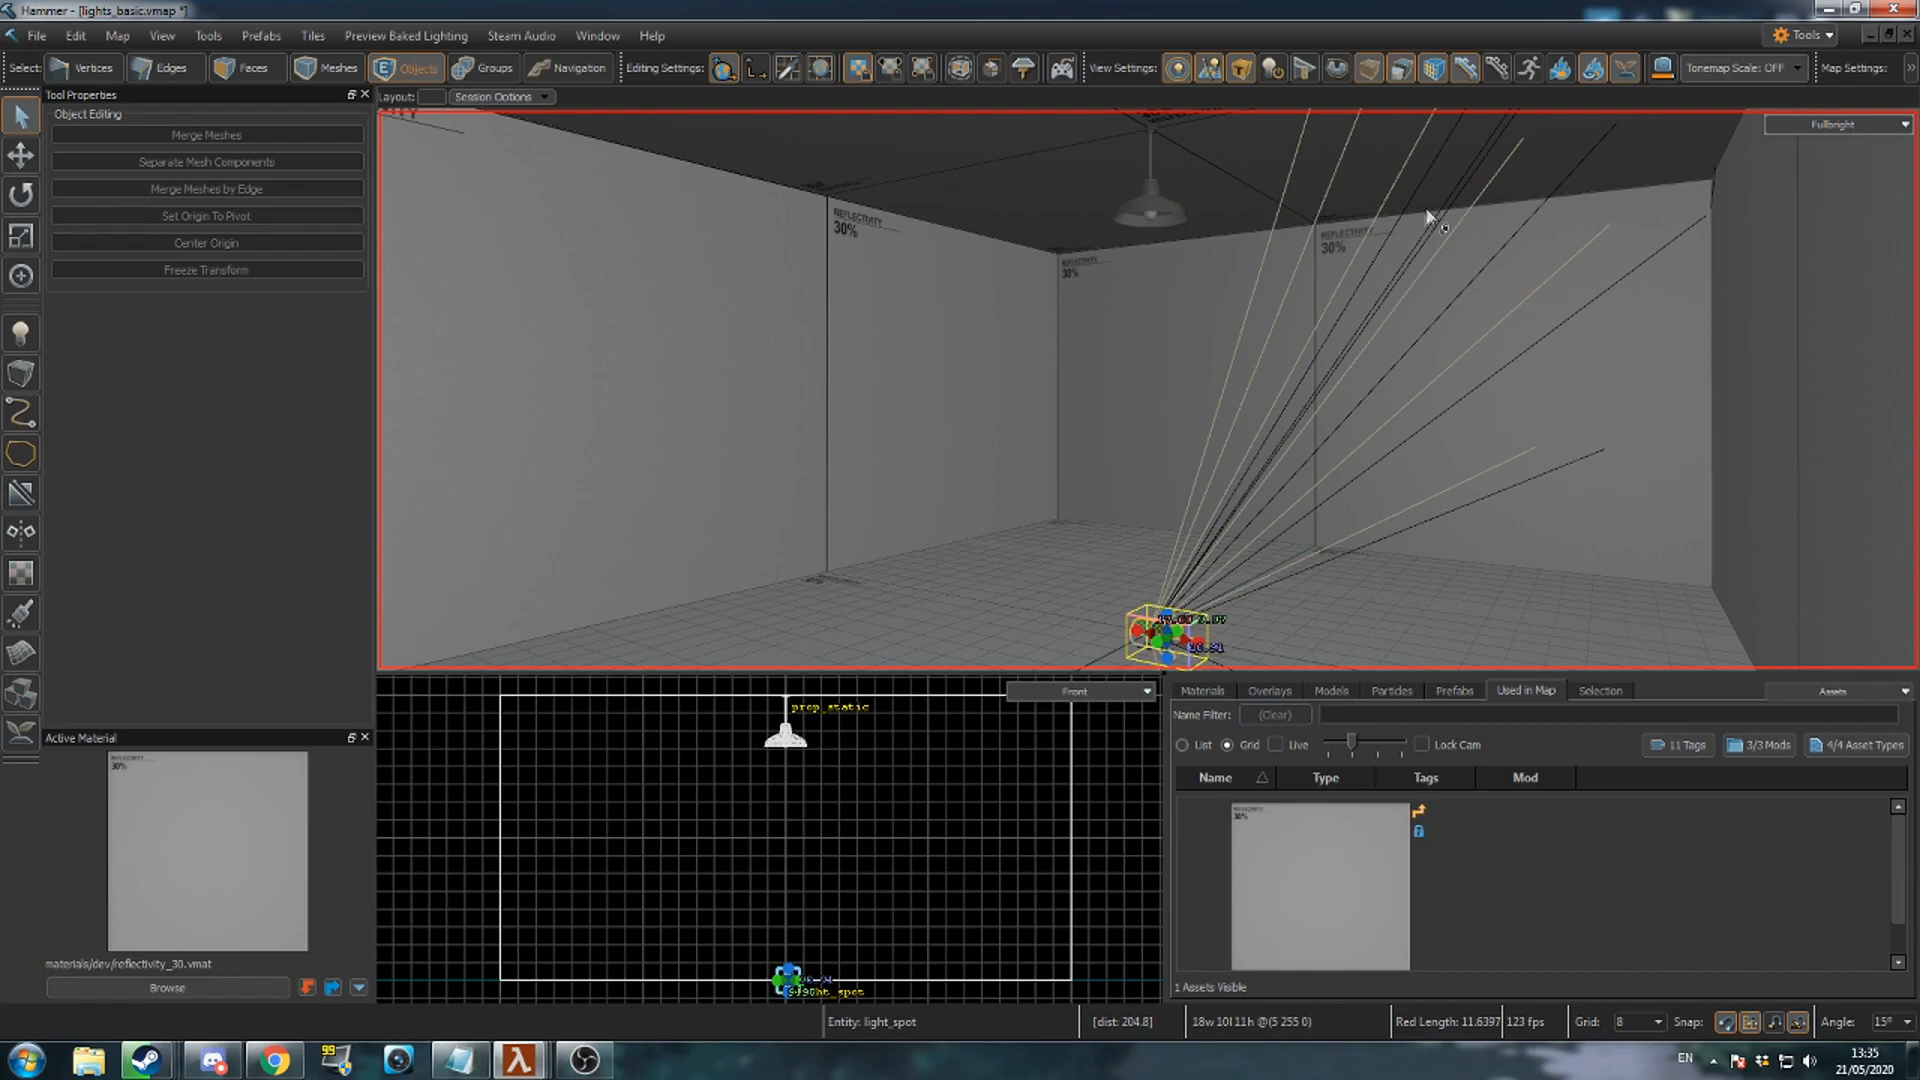 Hammer - [lights_basic.vmap *]
File Edit Map View Tools Prefabs Tiles Preview Baked Lighting Steam Audio Window Help
Tools
Select: Vertices Edges Faces Meshes Objects Groups Navigation Editing Settings: View Settings: Tonemap Scale: OFF Map Settings:
Tool Properties
Layout: Session Options
Object Editing
Merge Meshes
Separate Mesh Components
Merge Meshes by Edge
Set Origin To Pivot
Center Origin
Freeze Transform
Fullbright
REFLECTIVITY
30%
REFLECTIVITY
30%
REFLECTIVITY
30%
Front
prop_static
Materials Overlays Models Particles Prefabs Used in Map Selection Assets
Name Filter: (Clear)
List Grid Live Lock Cam 11 Tags 3/3 Mods 4/4 Asset Types
Name Type Tags Mod
REFLECTIVITY
30%
1 Assets Visible
Active Material
REFLECTIVITY
30%
materials/dev/reflectivity_30.vmat
Browse
Entity: light_spot [dist: 204.8] 18w 10l 11h @(5 255 0) Red Length: 11.6397 123 fps Grid: 8 Snap: Angle: 15°
99
EN
13:35
21/05/2020